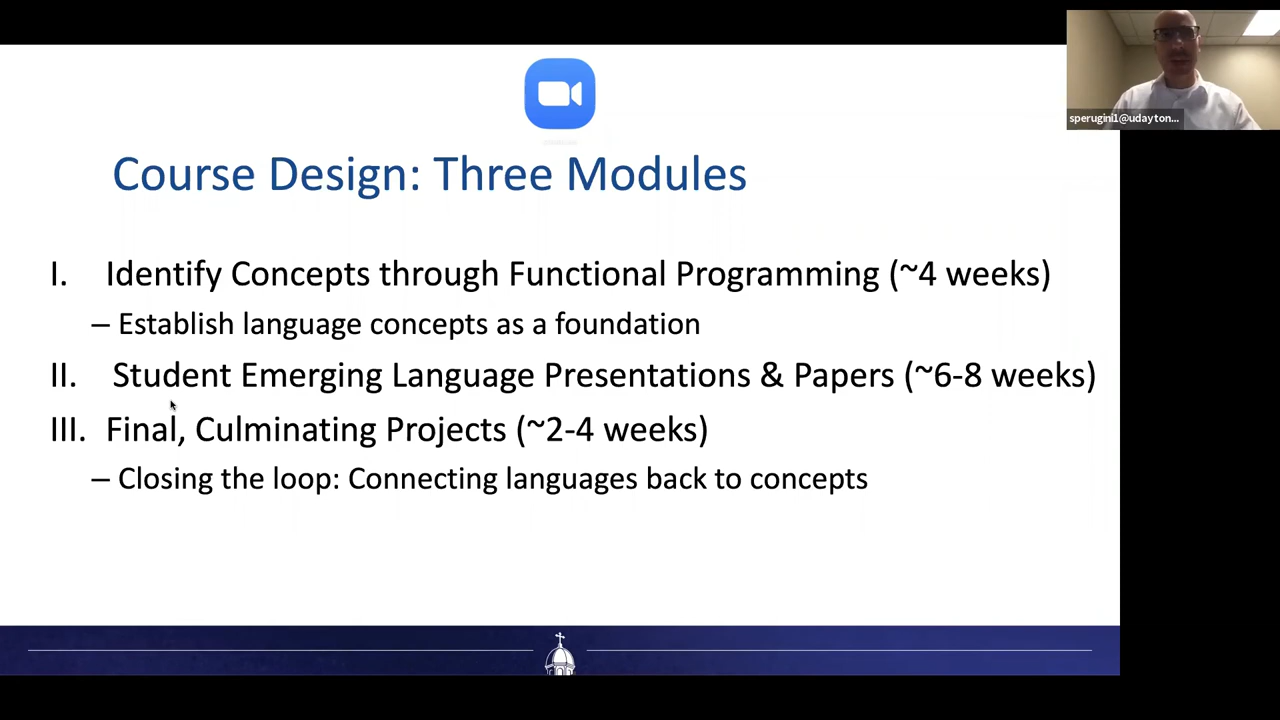 sperugini1@udayton...
Course Design: Three Modules
I. Identify Concepts through Functional Programming (~4 weeks)
– Establish language concepts as a foundation
II. Student Emerging Language Presentations & Papers (~6-8 weeks)
III. Final, Culminating Projects (~2-4 weeks)
– Closing the loop: Connecting languages back to concepts